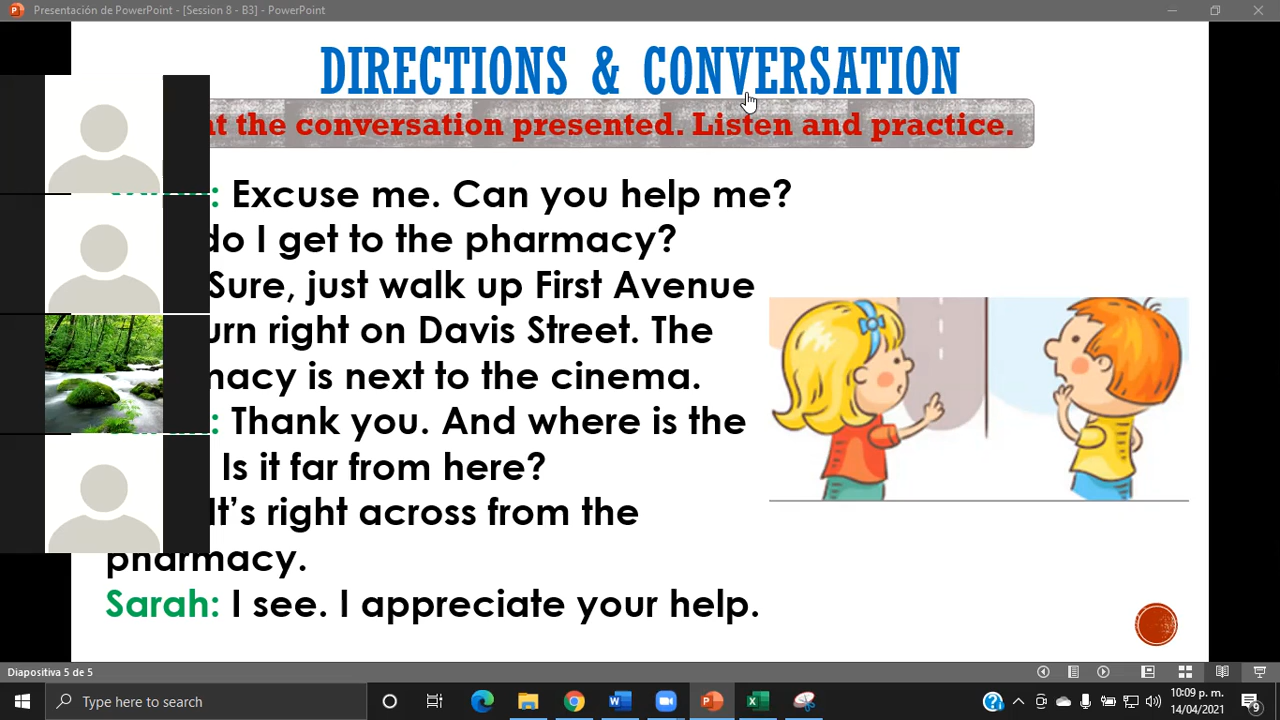 Presentación de PowerPoint - [Session 8 - B3] - PowerPoint
DIRECTIONS & CONVERSATION
the conversation presented. Listen and practice.
Excuse me. Can you help me?
do I get to the pharmacy?
Sure, just walk up First Avenue
right on Davis Street. The
is next to the cinema.
Thank you. And where is the
Is it far from here?
It's right across from the
pharmacy.
Sarah: I see. I appreciate your help.
Diapositiva 5 de 5
Type here to search
10:09 p. m.
14/04/2021
9